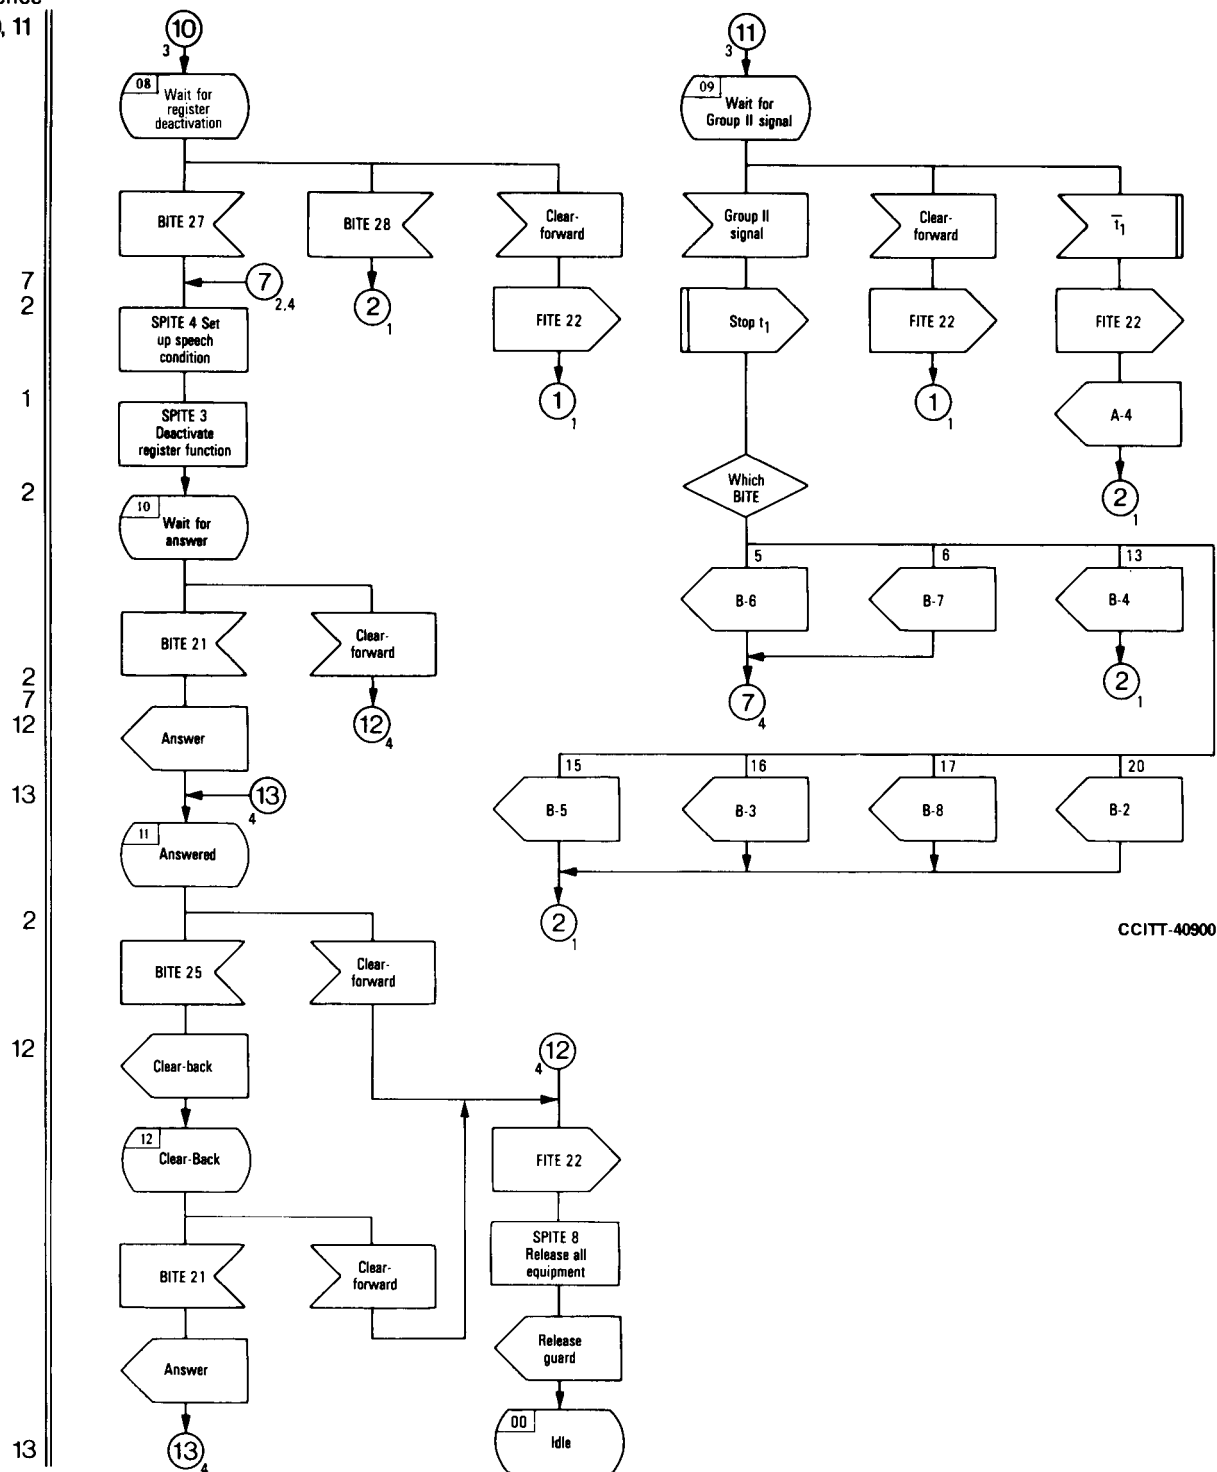 , 11
10
3
08
Wait for
register
deactivation
BITE 27
BITE 28
Clear-
forward
7
2,4
7
2
2
1
FITE 22
1
1
SPITE 4 Set
up speech
condition
1
SPITE 3
Deactivate
register function
2
10
Wait for
answer
BITE 21
Clear-
forward
2
7
12
12
4
Answer
13
13
4
11
Answered
2
BITE 25
Clear-
forward
12
Clear-back
12
Clear-Back
BITE 21
Clear-
forward
Answer
13
13
4
12
4
FITE 22
SPITE 8
Release all
equipment
Release
guard
00
Idle
11
3
09
Wait for
Group II signal
Group II
signal
Clear-
forward
t1
Stop t1
FITE 22
FITE 22
1
1
A-4
2
1
Which
BITE
5
6
13
B-6
B-7
B-4
7
4
2
1
15
16
17
20
B-5
B-3
B-8
B-2
2
1
CCITT-40900